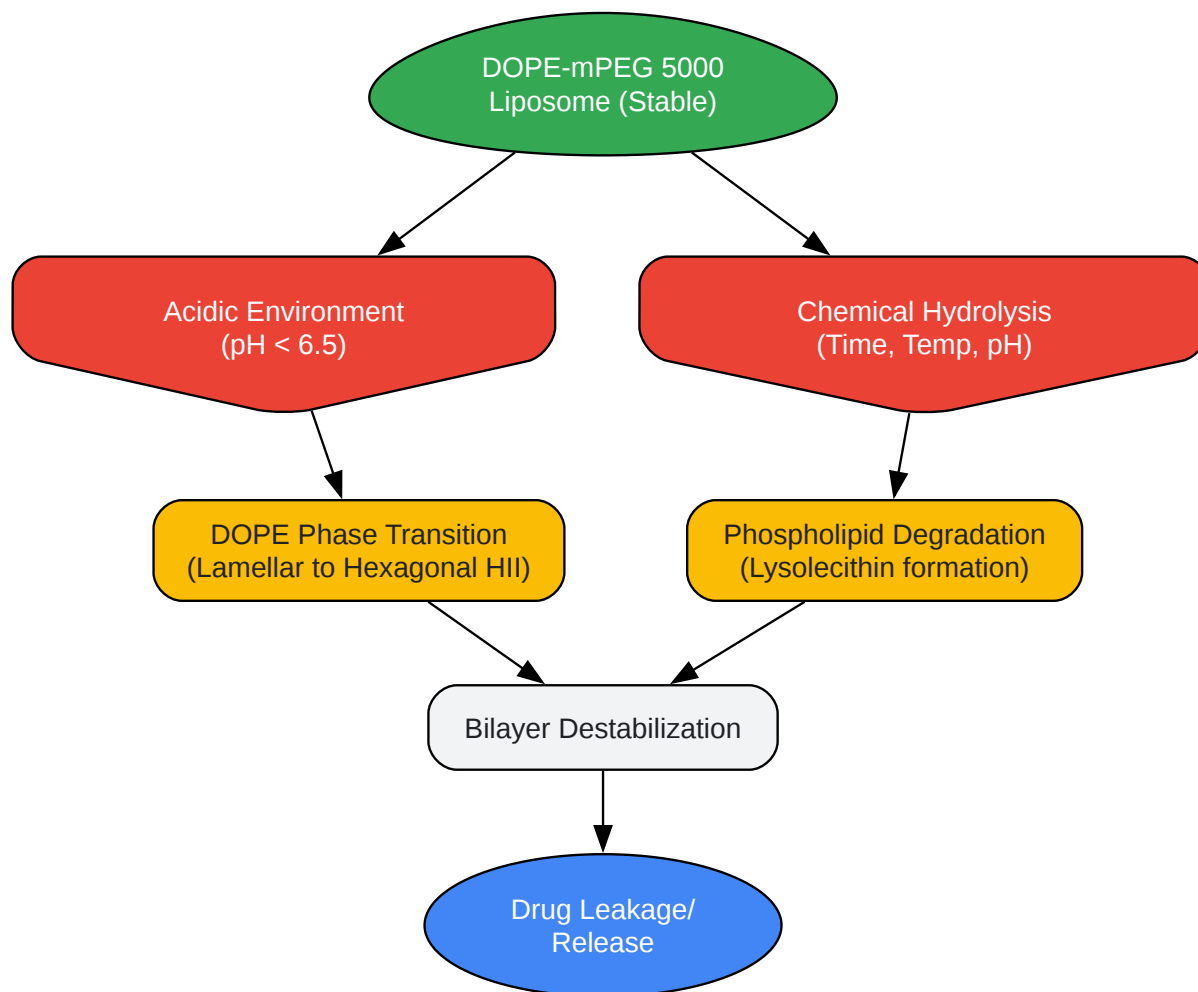 DOPE-mPEG 5000
Liposome (Stable)
Acidic Environment
(pH < 6.5)
Chemical Hydrolysis
(Time, Temp, pH)
DOPE Phase Transition
(Lamellar to Hexagonal HII)
Phospholipid Degradation
(Lysolecithin formation)
Bilayer Destabilization
Drug Leakage/
Release